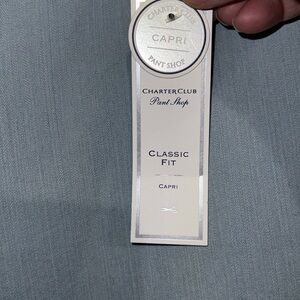 CHARTER CLUB
CAPRI
PANT SHOP
CHARTER CLUB
Pant Shop
CLASSIC
FIT
CAPRI